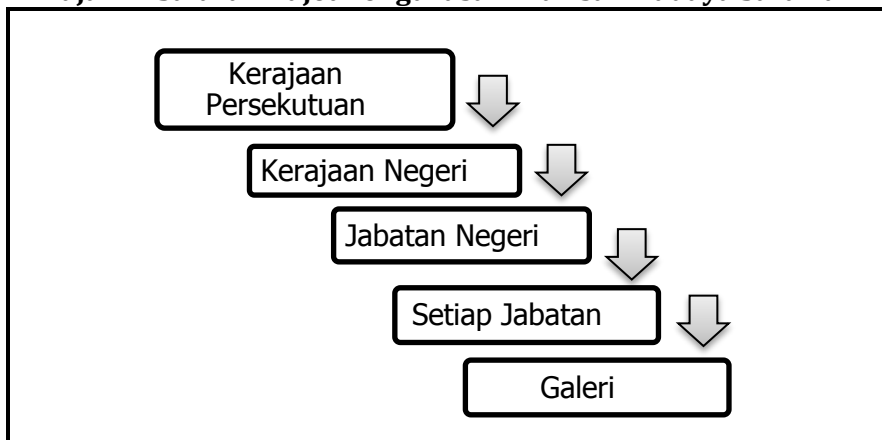 Kerajaan
Persekutuan
Kerajaan Negeri
Jabatan Negeri
Setiap Jabatan
Galeri